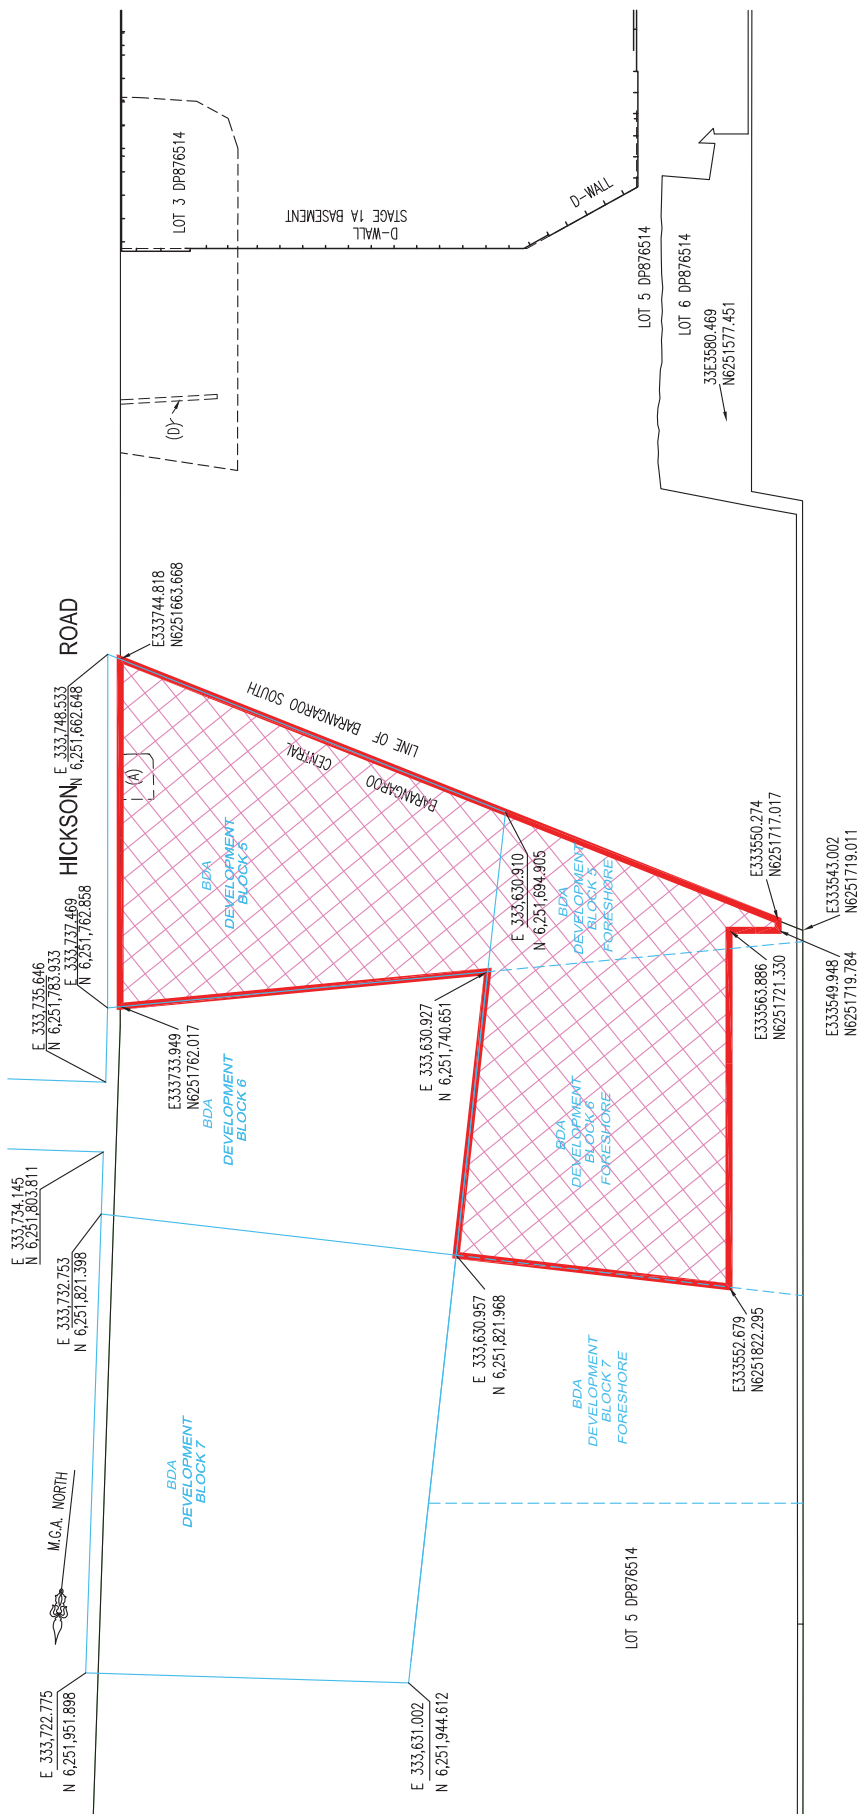 LOT 3 DP876514
D-WALL
STAGE 1A BASEMENT
D-WALL
LOT 5 DP876514
LOT 6 DP876514
33E3580.469
N6251577.451
(D)
HICKSON ROAD
E333744.818
N6251663.668
E 333,748.533
N 6,251,662.648
LINE OF BARANGAROO SOUTH
BARANGAROO CENTRAL
(A)
BDA
DEVELOPMENT
BLOCK 5
E 333,737.469
N 6,251,762.858
E 333,735.646
N 6,251,783.933
E333733.949
N6251762.017
E 333,630.910
N 6,251,694.905
BDA
DEVELOPMENT
BLOCK 5
FORESHORE
E333550.274
N6251717.017
E333543.002
N6251719.011
E333563.886
N6251721.330
E333549.948
N6251719.784
E 333,630.927
N 6,251,740.651
BDA
DEVELOPMENT
BLOCK 6
BDA
DEVELOPMENT
BLOCK 6
FORESHORE
E 333,734.145
N 6,251,803.811
E 333,732.753
N 6,251,821.398
E 333,630.957
N 6,251,821.968
E333552.679
N6251822.295
BDA
DEVELOPMENT
BLOCK 7
FORESHORE
BDA
DEVELOPMENT
BLOCK 7
M.G.A. NORTH
LOT 5 DP876514
E 333,722.775
N 6,251,951.898
E 333,631.002
N 6,251,944.612